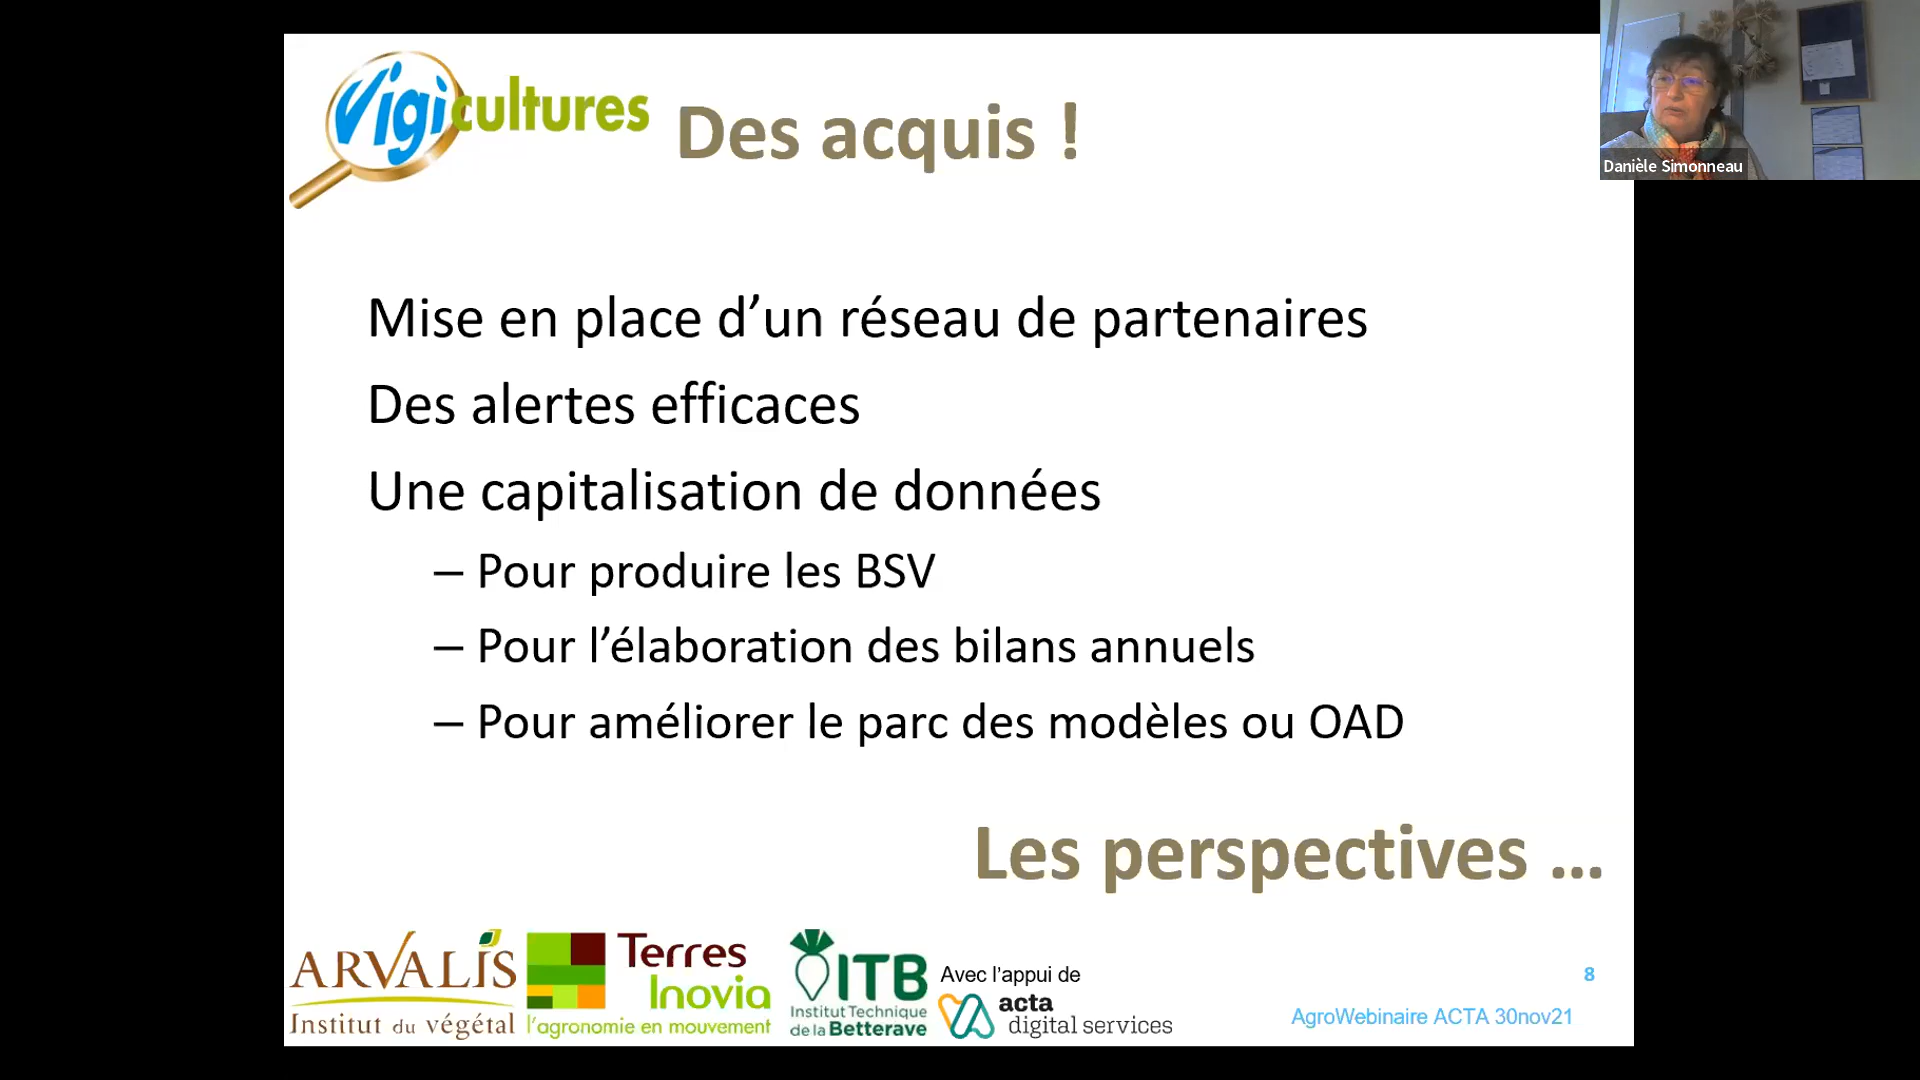 Vigicultures
Des acquis !
Danièle Simonneau
Mise en place d’un réseau de partenaires
Des alertes efficaces
Une capitalisation de données
– Pour produire les BSV
– Pour l’élaboration des bilans annuels
– Pour améliorer le parc des modèles ou OAD
Les perspectives ...
ARVALIS
Institut du végétal
Terres
Inovia
l’agronomie en mouvement
ITB
Institut Technique
de la Betterave
Avec l’appui de
acta
digital services
8
AgroWebinaire ACTA 30nov21